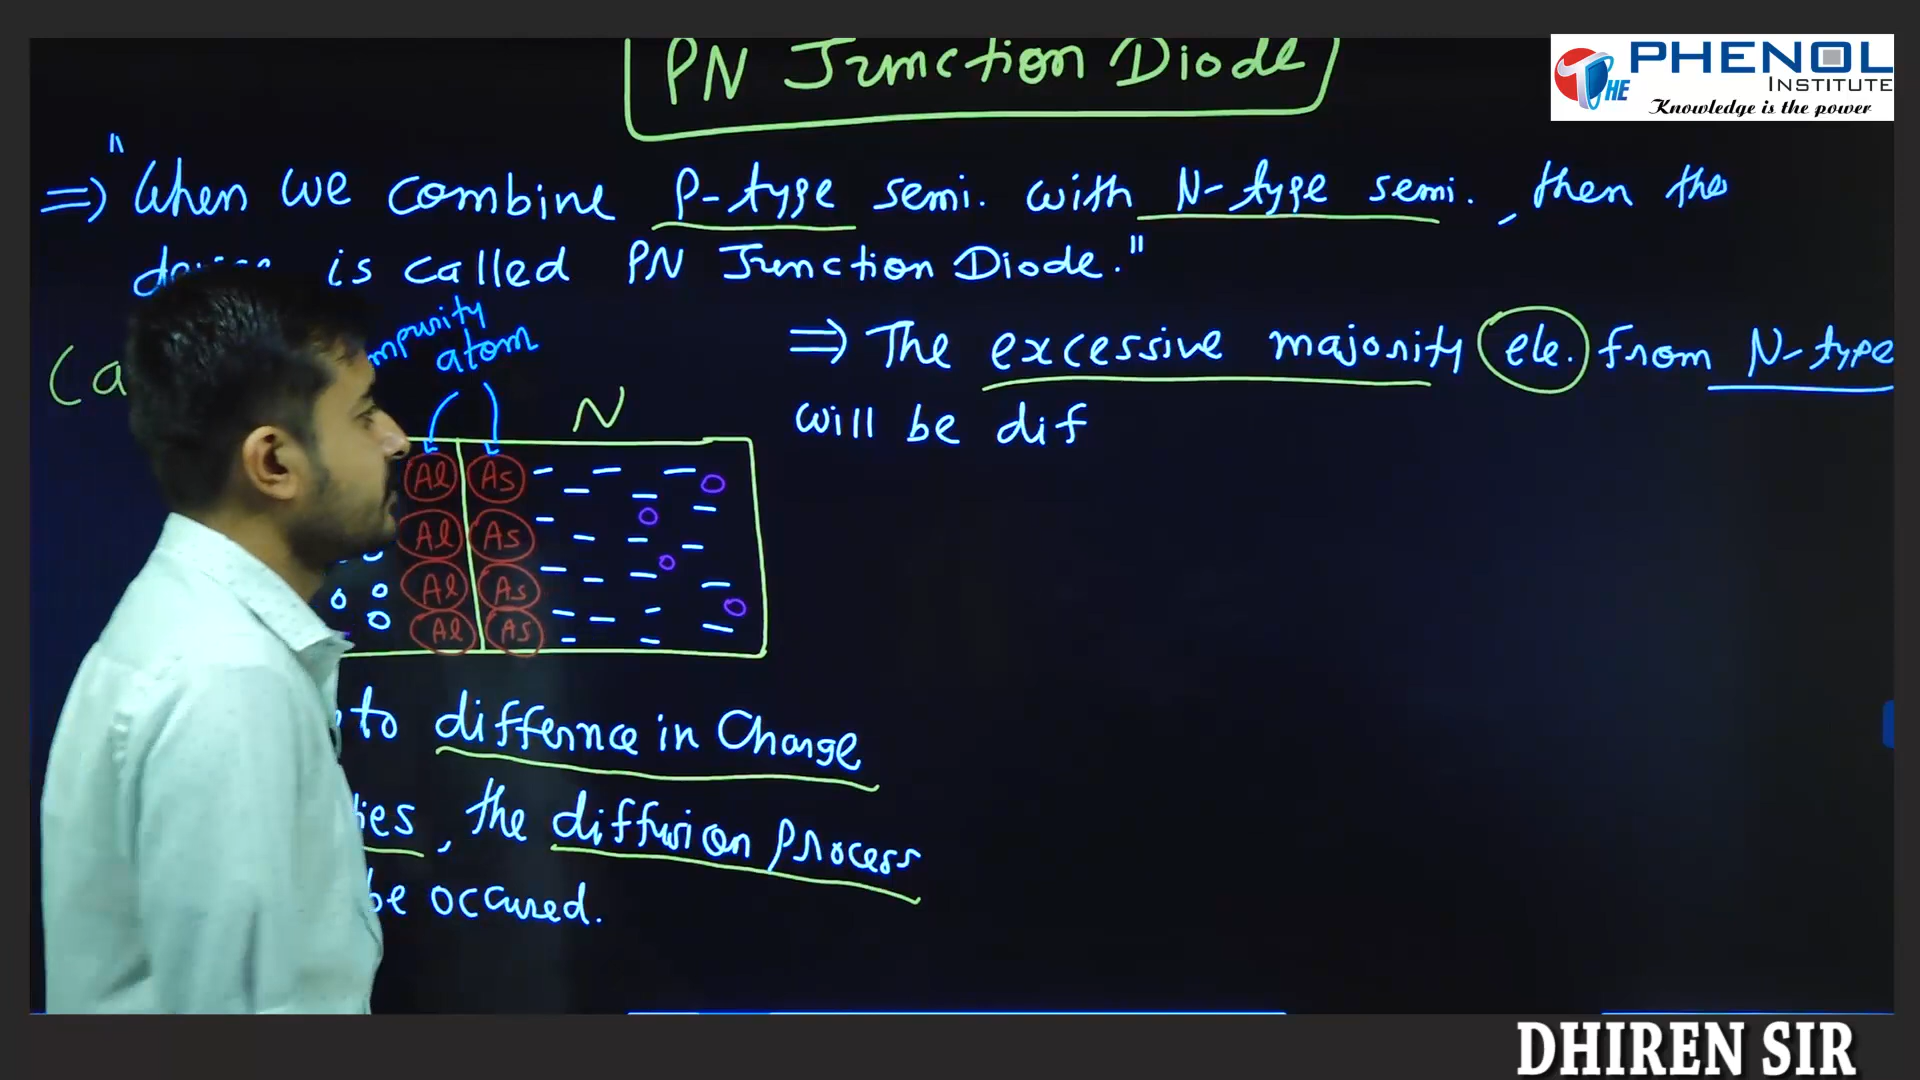 PN Junction Diode
THE PHENOL
INSTITUTE
Knowledge is the power
⇒ "When we combine P-type semi. with N-type semi., then the
is called PN Junction Diode."
mpurity
atom
(a
⇒ The excessive majority ele. from N-type
will be dif
N
Al As
Al As
Al As
Al As
to differnce in Charge
ies, the diffusion process
be occured.
DHIREN SIR